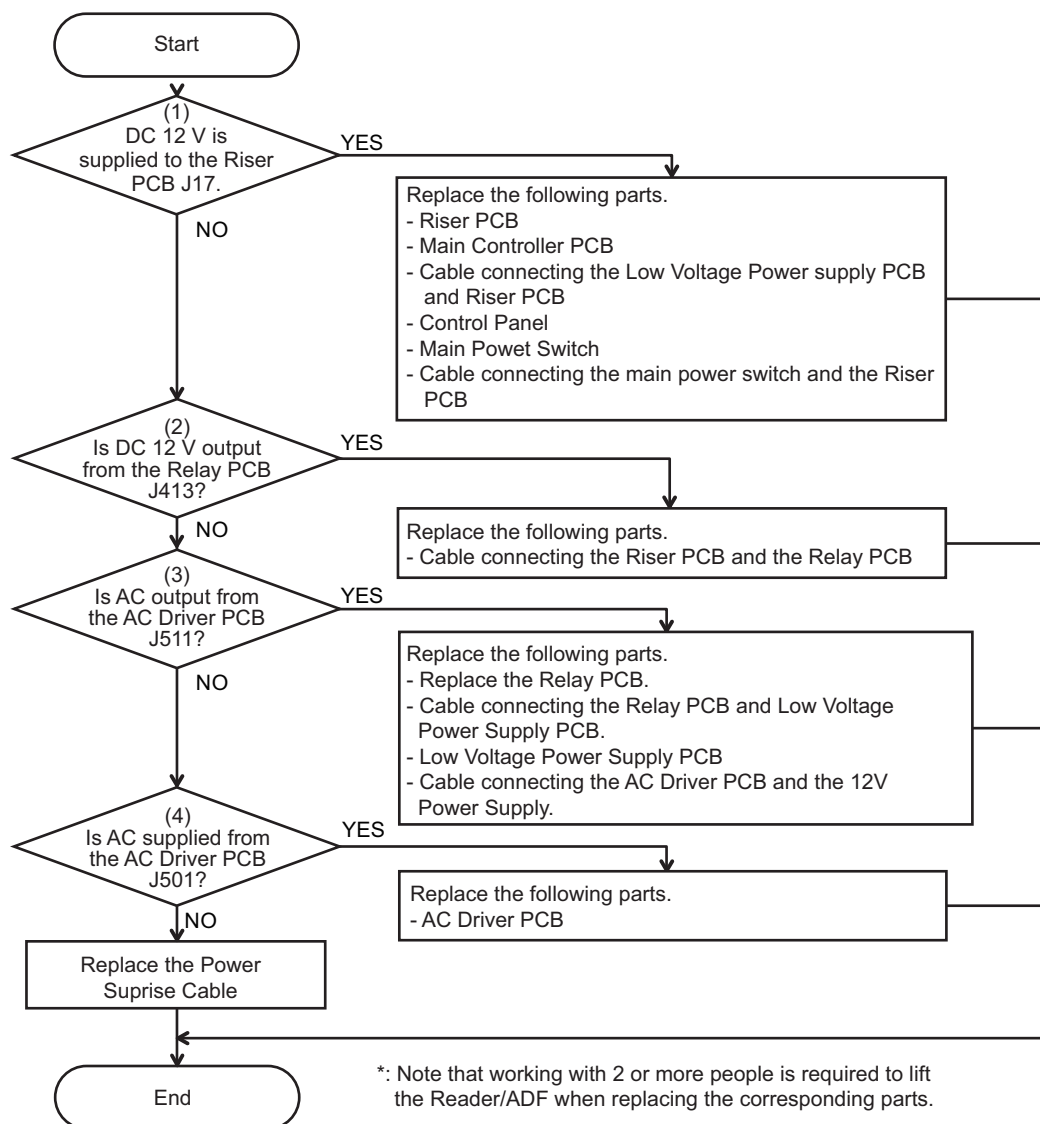 Start
(1)
DC 12 V is
supplied to the Riser
PCB J17.
YES
NO
Replace the following parts.
- Riser PCB
- Main Controller PCB
- Cable connecting the Low Voltage Power supply PCB
and Riser PCB
- Control Panel
- Main Powet Switch
- Cable connecting the main power switch and the Riser
PCB
(2)
Is DC 12 V output
from the Relay PCB
J413?
YES
NO
Replace the following parts.
- Cable connecting the Riser PCB and the Relay PCB
(3)
Is AC output from
the AC Driver PCB
J511?
YES
NO
Replace the following parts.
- Replace the Relay PCB.
- Cable connecting the Relay PCB and Low Voltage
Power Supply PCB.
- Low Voltage Power Supply PCB
- Cable connecting the AC Driver PCB and the 12V
Power Supply.
(4)
Is AC supplied from
the AC Driver PCB
J501?
YES
NO
Replace the following parts.
- AC Driver PCB
Replace the Power
Suprise Cable
End
*: Note that working with 2 or more people is required to lift
the Reader/ADF when replacing the corresponding parts.